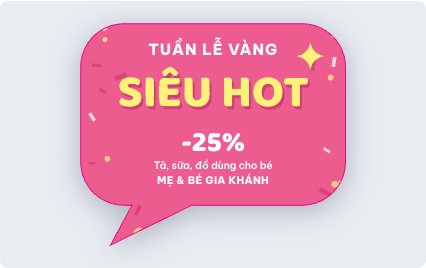 TUẦN LỄ VÀNG
SIÊU HOT
-25%
Tã, sữa, đồ dùng cho bé
MẸ & BÉ GIA KHÁNH